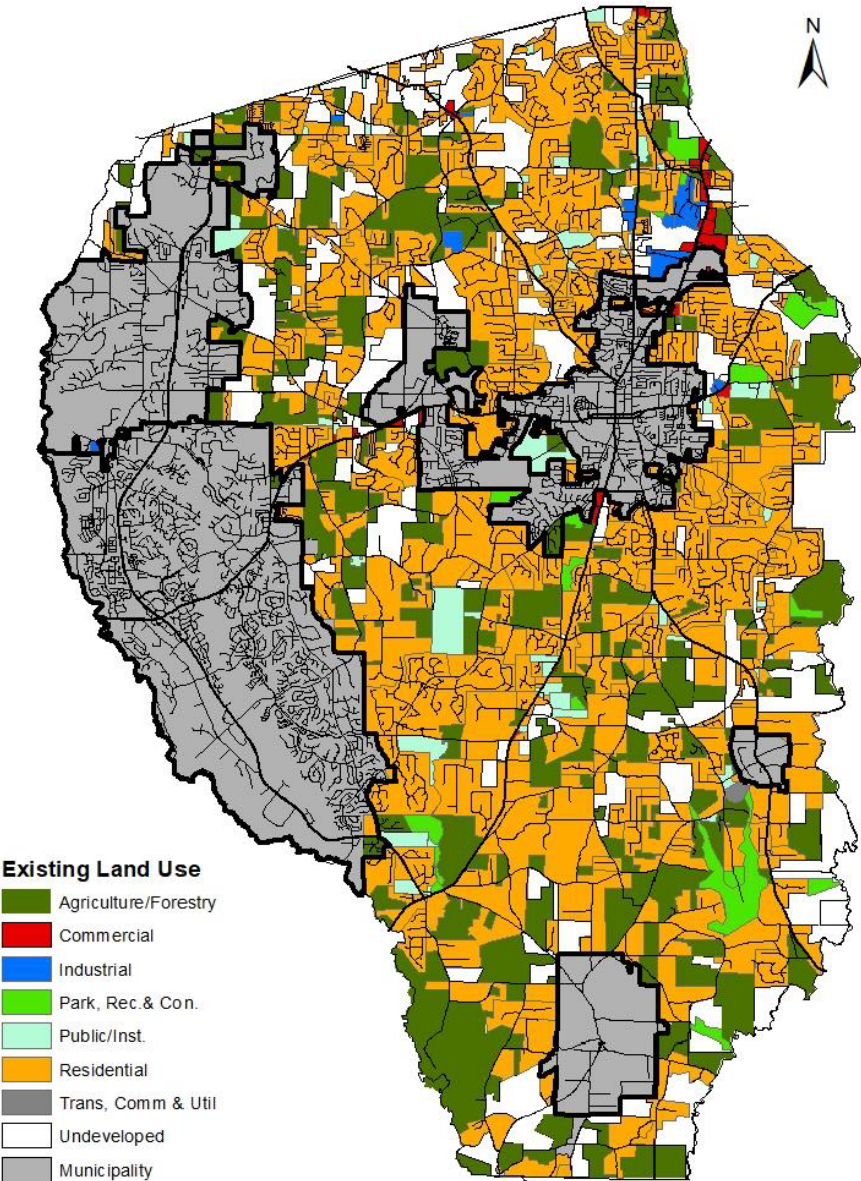 N
Existing Land Use
Agriculture/Forestry
Commercial
Industrial
Park, Rec.& Con.
Public/Inst.
Residential
Trans, Comm & Util
Undeveloped
Municipality